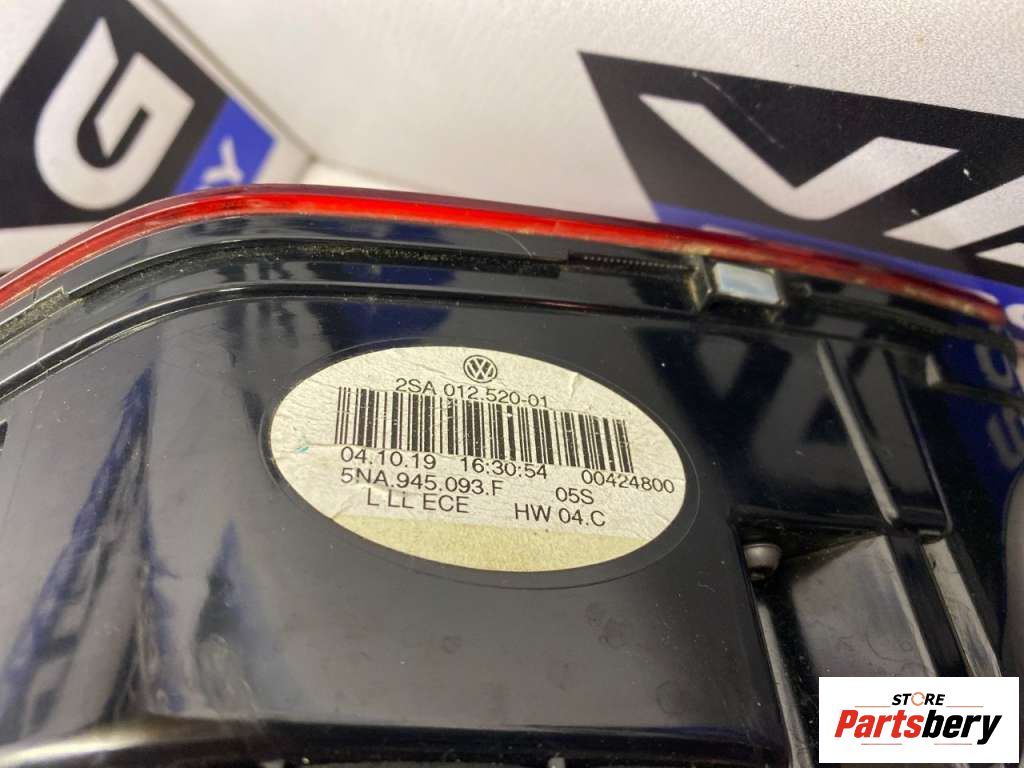 VW
2SA 012.520-01
04.10.19 16:30:54 00424800
5NA.945.093.F 05S
L LL ECE HW 04.C
STORE
Partsbery